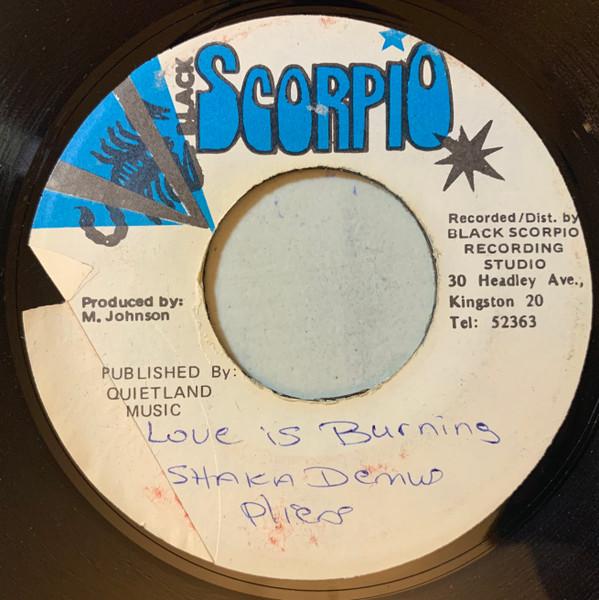 BLACK
SCORPIO
Recorded/Dist. by
BLACK SCORPIO
RECORDING
STUDIO
30 Headley Ave.,
Kingston 20
Tel: 52363
Produced by:
M. Johnson
PUBLISHED By:
QUIETLAND
MUSIC
Love is Burning
SHAKA Demus
Pliers